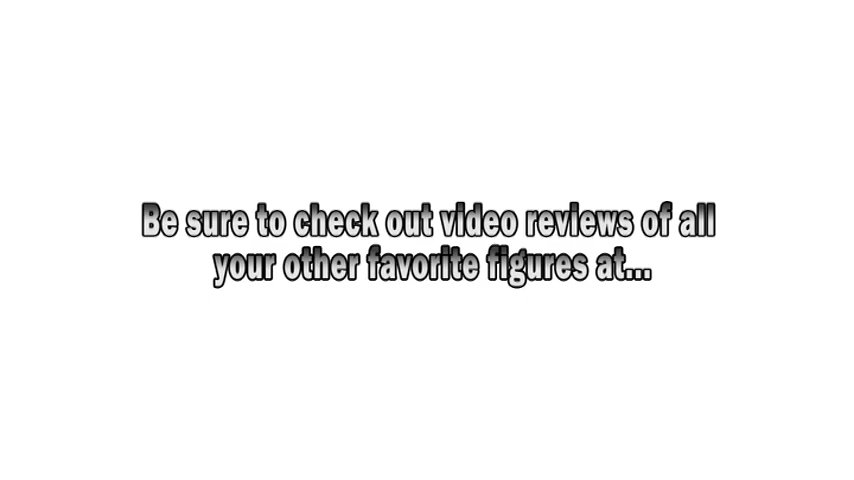 Be sure to check out video reviews of all
your other favorite figures at...